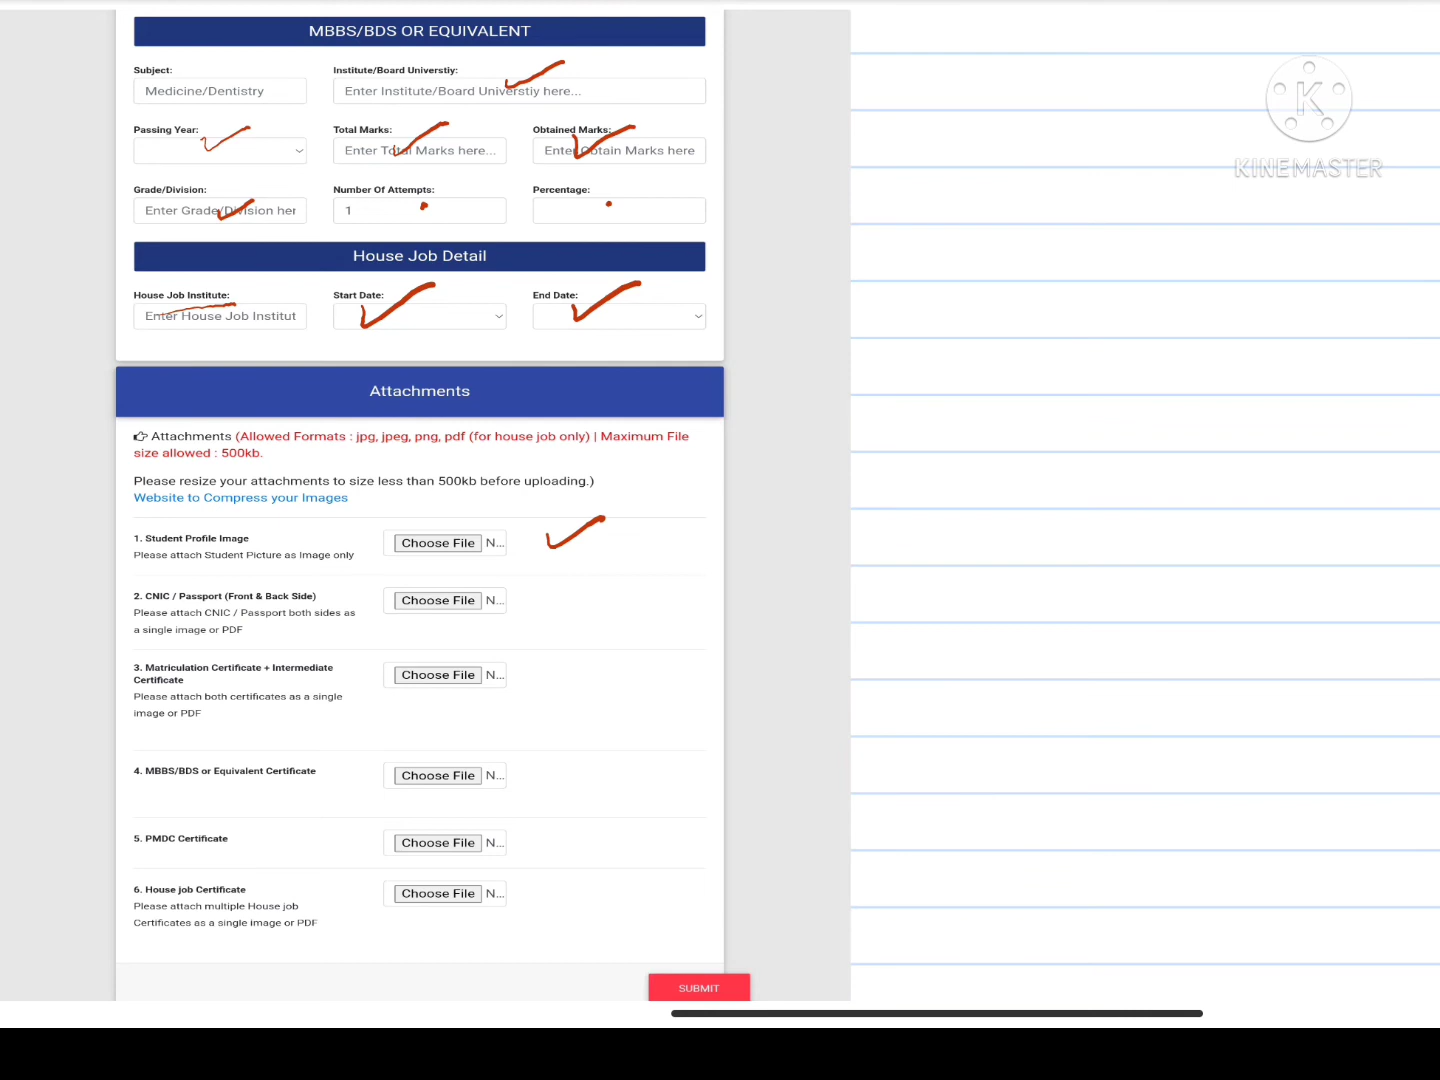 MBBS/BDS OR EQUIVALENT
Subject: Institute/Board Universtiy:
Medicine/Dentistry Enter Institute/Board Universtiy here...
Passing Year: Total Marks: Obtained Marks:
Enter Total Marks here... Enter Obtain Marks here
Grade/Division: Number Of Attempts: Percentage:
Enter Grade/Division her 1
House Job Detail
House Job Institute: Start Date: End Date:
Enter House Job Institut
Attachments
Attachments (Allowed Formats : jpg, jpeg, png, pdf (for house job only) | Maximum File
size allowed : 500kb.
Please resize your attachments to size less than 500kb before uploading.)
Website to Compress your Images
1. Student Profile Image Choose File N...
Please attach Student Picture as Image only
2. CNIC / Passport (Front & Back Side) Choose File N...
Please attach CNIC / Passport both sides as
a single image or PDF
3. Matriculation Certificate + Intermediate
Certificate Choose File N...
Please attach both certificates as a single
image or PDF
4. MBBS/BDS or Equivalent Certificate Choose File N...
5. PMDC Certificate Choose File N...
6. House job Certificate Choose File N...
Please attach multiple House job
Certificates as a single image or PDF
SUBMIT
K
KINEMASTER